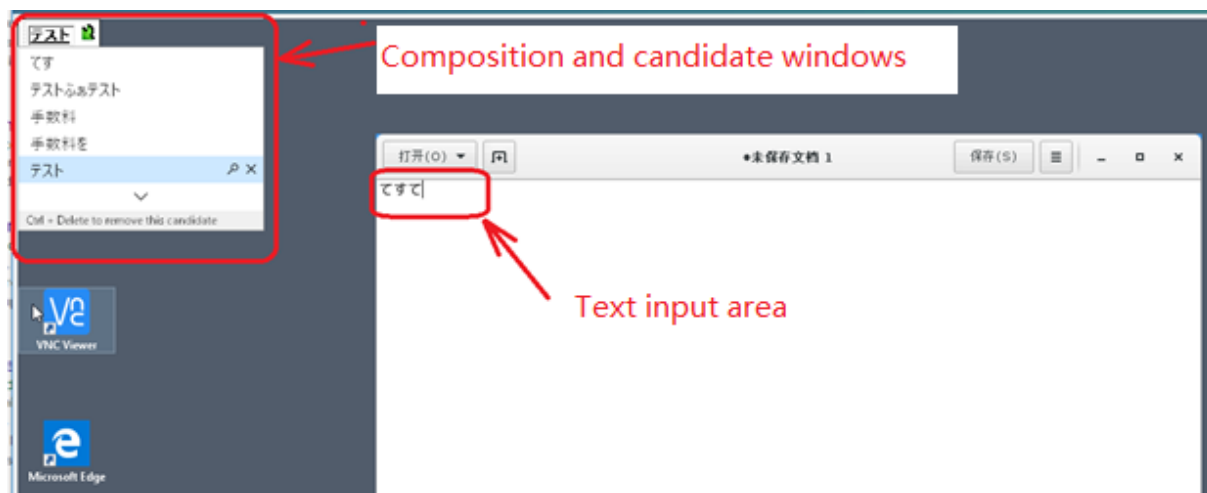 テスト
Composition and candidate windows
てす
テストふぁテスト
手数料
手数料を
テスト
Ctrl + Delete to remove this candidate
打开(O)
•未保存文档 1
保存(S)
てすて
Text input area
VNC Viewer
Microsoft Edge